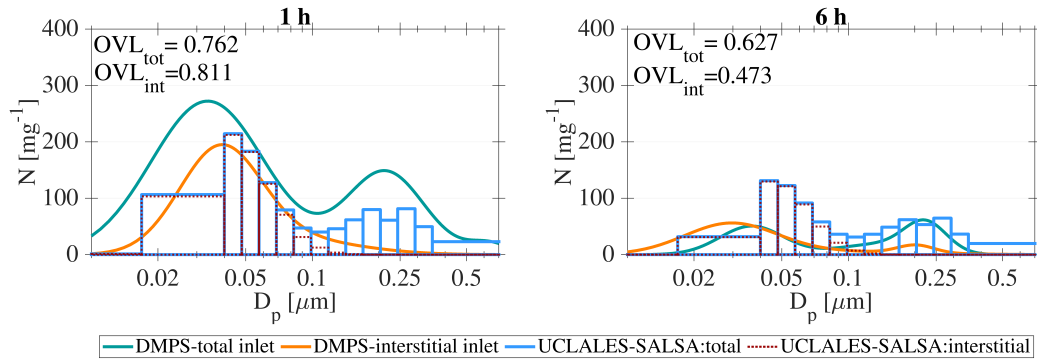 1 h
OVL_tot= 0.762
OVL_int=0.811
N [mg^-1]
400
300
200
100
0
0.02 0.05 0.1 0.25 0.5
D_p [μm]
6 h
OVL_tot = 0.627
OVL_int=0.473
N [mg^-1]
400
300
200
100
0
0.02 0.05 0.1 0.25 0.5
D_p [μm]
DMPS-total inlet DMPS-interstitial inlet UCLALES-SALSA:total UCLALES-SALSA:interstitial